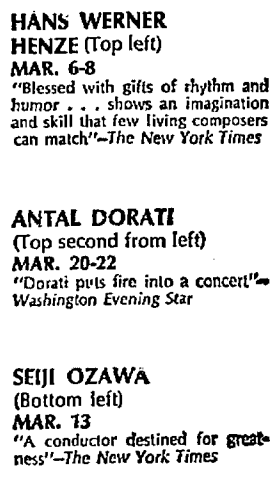 HANS WERNER
HENZE (Top left)
MAR. 6-8
"Blessed with gifts of rhythm and
humor . . . shows an imagination
and skill that few living composers
can match"—The New York Times
ANTAL DORATI
(Top second from left)
MAR. 20-22
"Dorati puts fire into a concert"—
Washington Evening Star
SEIJI OZAWA
(Bottom left)
MAR. 13
"A conductor destined for great-
ness"—The New York Times